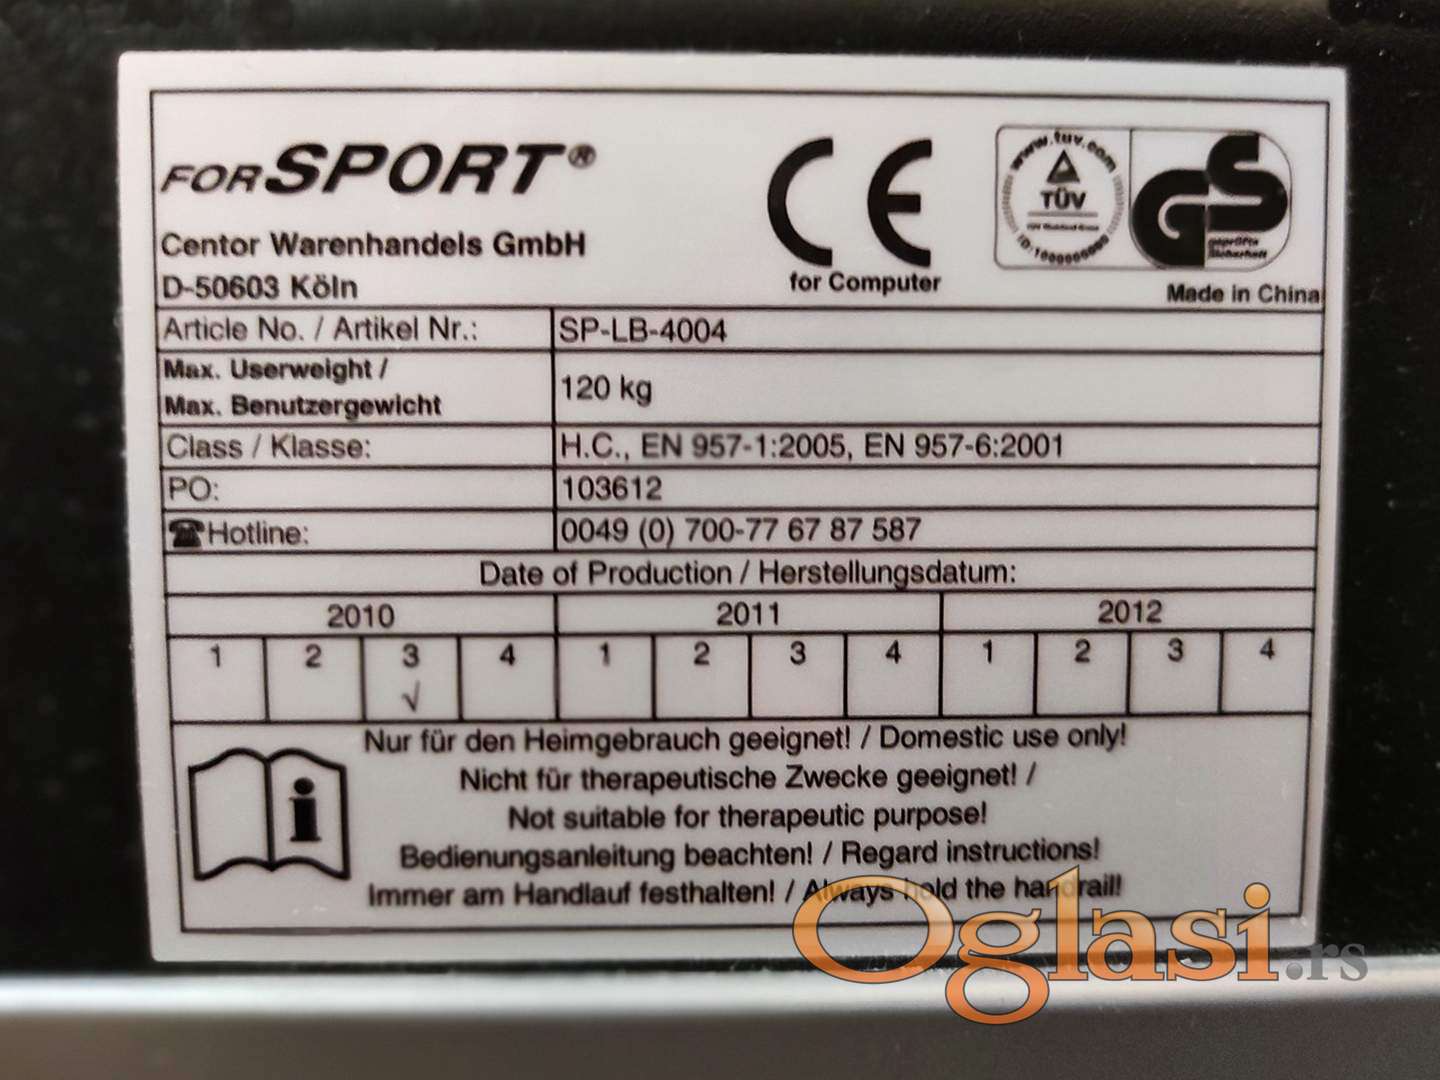 FORSPORT®
Centor Warenhandels GmbH
D-50603 Köln
CE
for Computer
www.tuv.com
TÜV
ID:1000000000
GS
geprüfte
Sicherheit
Made in China
Article No. / Artikel Nr.: SP-LB-4004
Max. Userweight /
Max. Benutzergewicht 120 kg
Class / Klasse: H.C., EN 957-1:2005, EN 957-6:2001
PO: 103612
☎Hotline: 0049 (0) 700-77 67 87 587
Date of Production / Herstellungsdatum:
2010 2011 2012
1 2 3 4 1 2 3 4 1 2 3 4
√
Nur für den Heimgebrauch geeignet! / Domestic use only!
Nicht für therapeutische Zwecke geeignet! /
Not suitable for therapeutic purpose!
Bedienungsanleitung beachten! / Regard instructions!
Immer am Handlauf festhalten! / Always hold the handrail!
Oglasi.rs